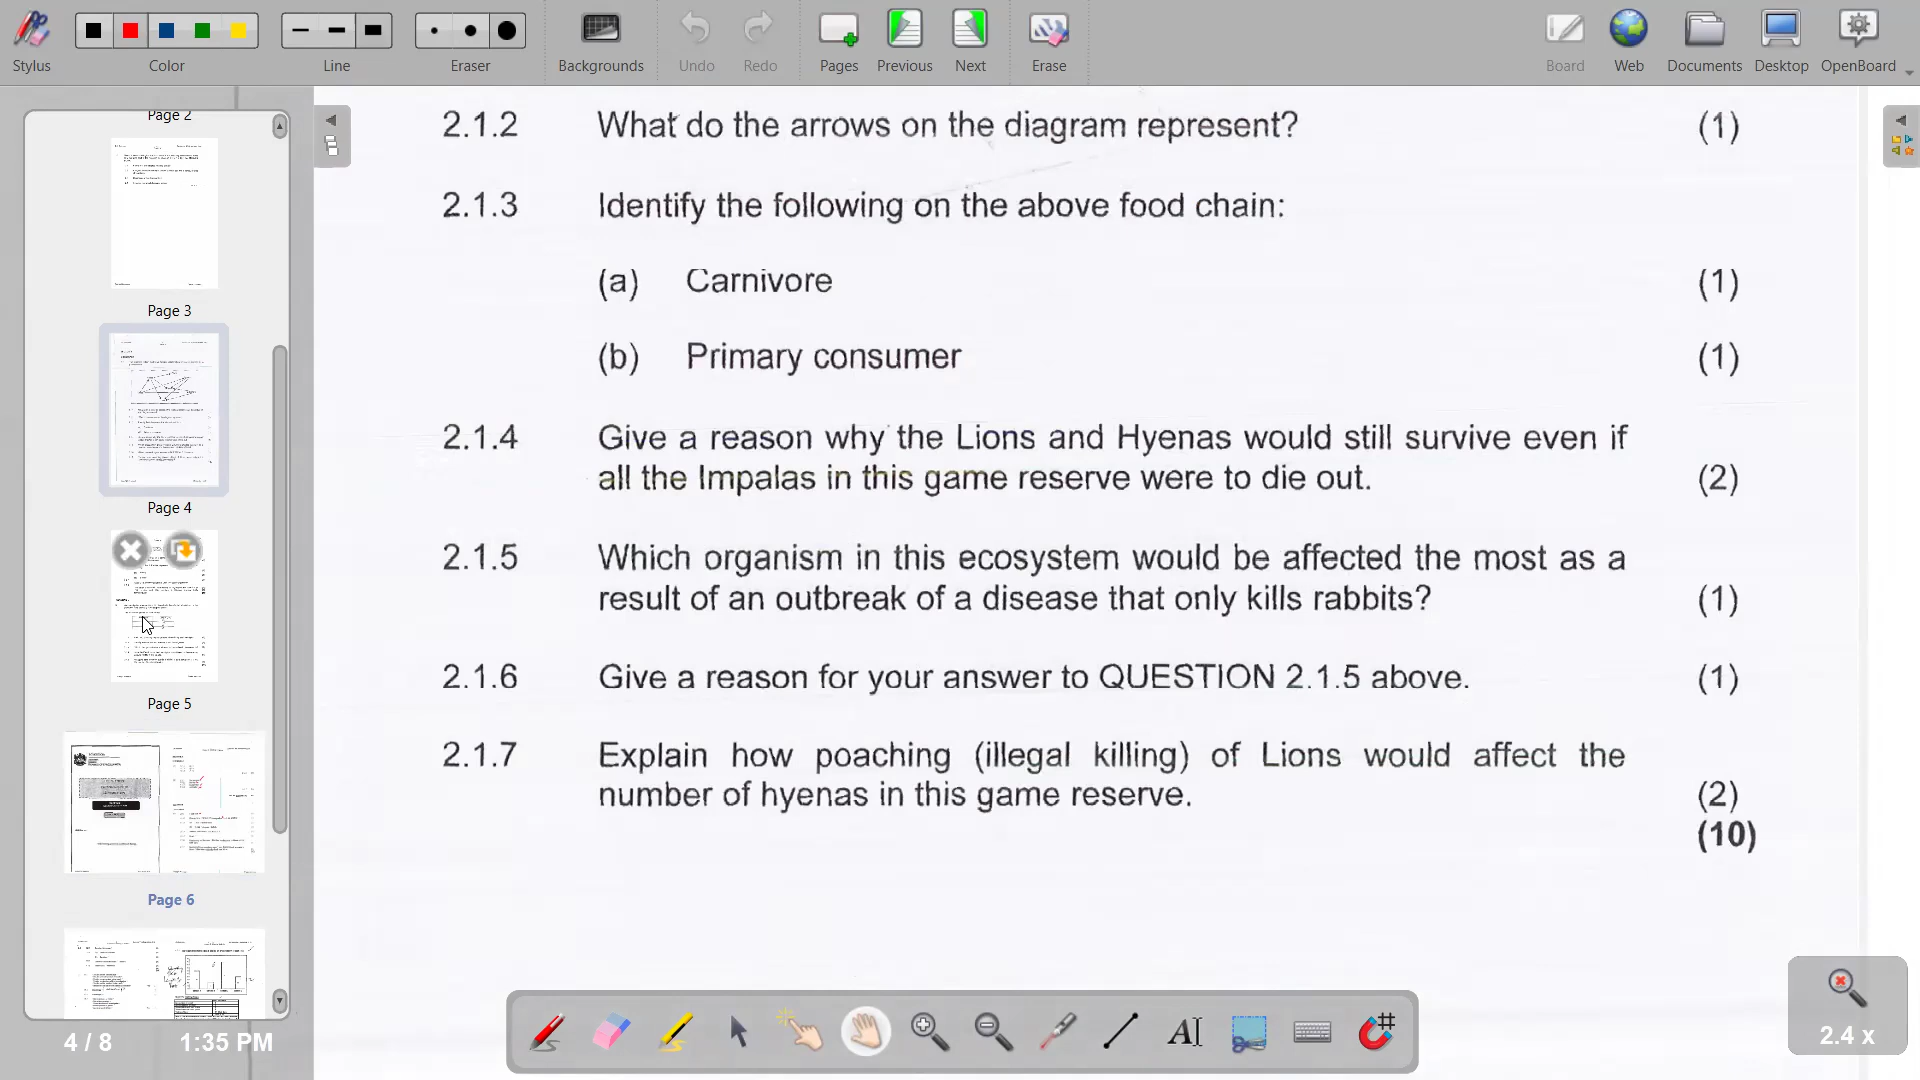 Stylus
Color
Line
Eraser
Backgrounds
Undo
Redo
Pages
Previous
Next
Erase
Board
Web
Documents
Desktop
OpenBoard
Page 2
Page 3
Page 4
Page 5
Page 6
4 / 8 1:35 PM
2.1.2 What do the arrows on the diagram represent? (1)
2.1.3 Identify the following on the above food chain:
(a) Carnivore (1)
(b) Primary consumer (1)
2.1.4 Give a reason why the Lions and Hyenas would still survive even if
all the Impalas in this game reserve were to die out. (2)
2.1.5 Which organism in this ecosystem would be affected the most as a
result of an outbreak of a disease that only kills rabbits? (1)
2.1.6 Give a reason for your answer to QUESTION 2.1.5 above. (1)
2.1.7 Explain how poaching (illegal killing) of Lions would affect the
number of hyenas in this game reserve. (2)
(10)
2.4 x